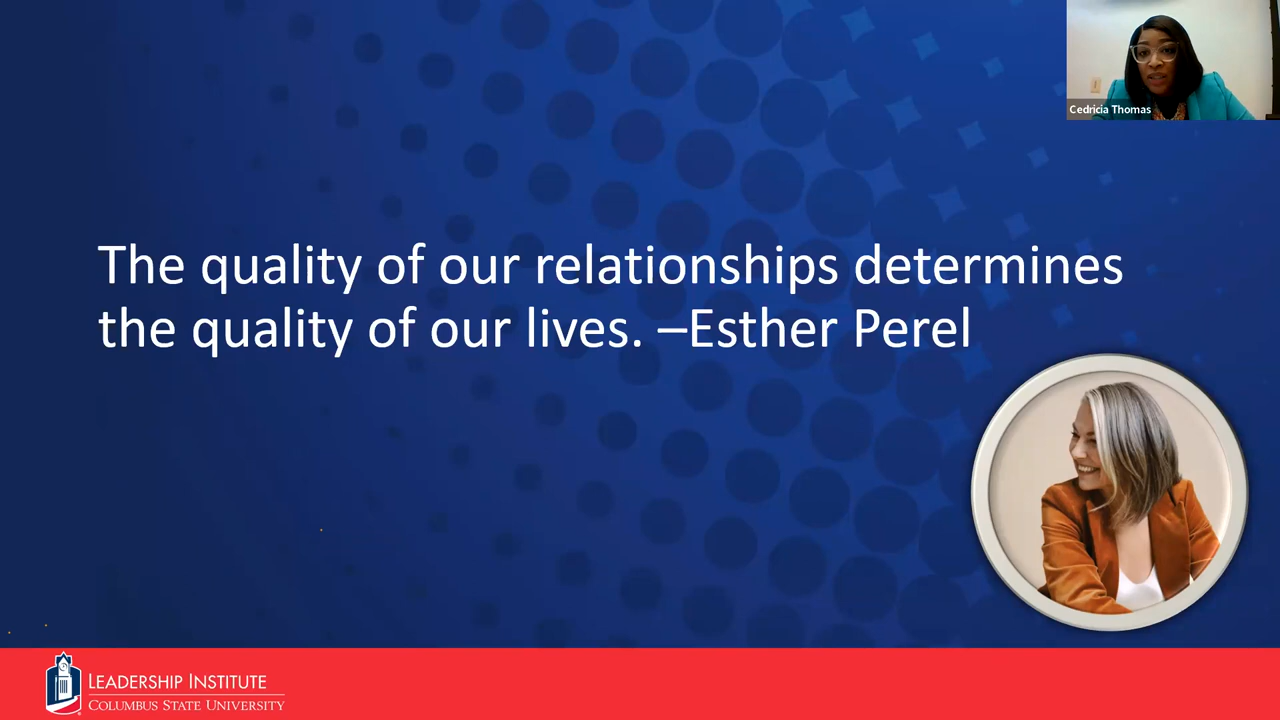 Cedricia Thomas
The quality of our relationships determines
the quality of our lives. –Esther Perel
LEADERSHIP INSTITUTE
COLUMBUS STATE UNIVERSITY